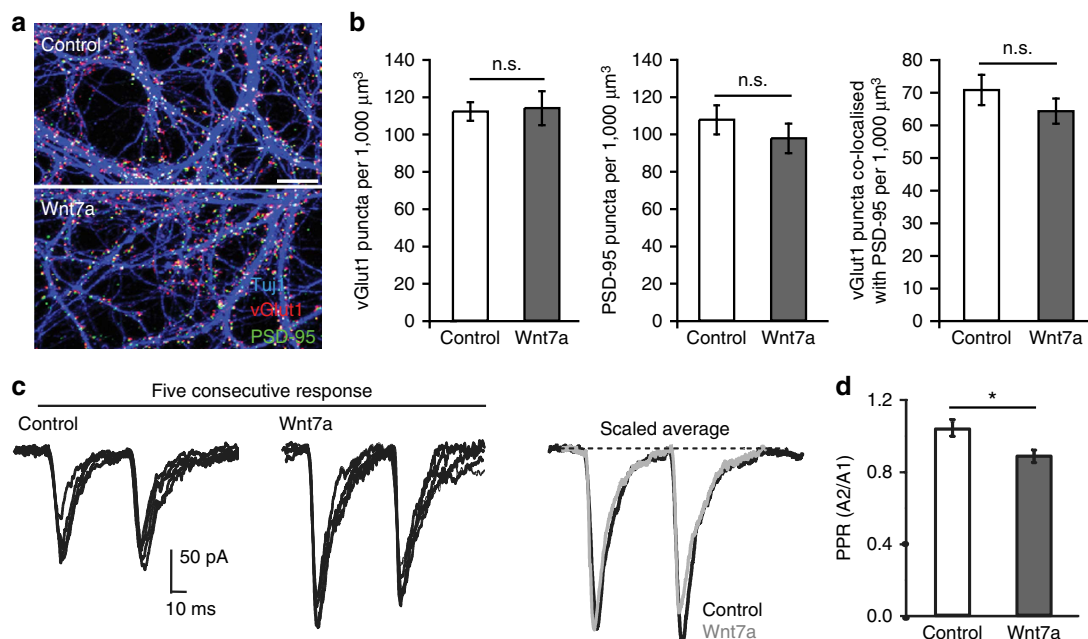 a
Control
Wnt7a
Tuj1
vGlut1
PSD-95
b
vGlut1 puncta per 1,000 µm³
140
120
100
80
60
40
20
0
n.s.
Control Wnt7a
PSD-95 puncta per 1,000 µm³
140
120
100
80
60
40
20
0
n.s.
Control Wnt7a
vGlut1 puncta co-localised
with PSD-95 per 1,000 µm³
80
70
60
50
40
30
20
10
0
n.s.
Control Wnt7a
c
Five consecutive response
Control
Wnt7a
50 pA
10 ms
Scaled average
Control
Wnt7a
d
PPR (A2/A1)
1.2
0.8
0.4
0.0
*
Control Wnt7a